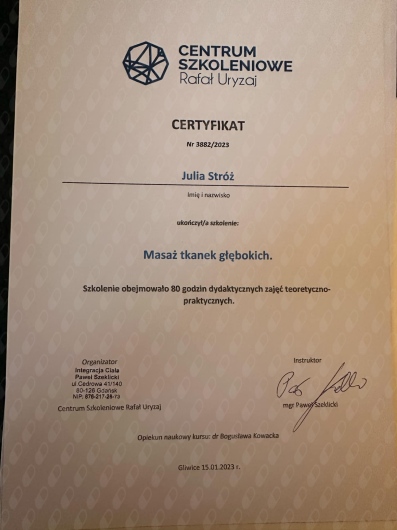 CENTRUM
SZKOLENIOWE
Rafał Uryzaj
CERTYFIKAT
Nr 3882/2023
Julia Stróż
Imię i nazwisko
ukończył/a szkolenie:
Masaż tkanek głębokich.
Szkolenie obejmowało 80 godzin dydaktycznych zajęć teoretyczno-
praktycznych.
Organizator
Integracja Ciała
Paweł Szeklicki
ul Cedrowa 41/140
80-126 Gdańsk
NIP:
Centrum Szkoleniowe Rafał Uryzaj
Instruktor
mgr Paweł Szeklicki
Opiekun naukowy kursu: dr Bogusława Kowacka
Gliwice 15.01.2023 r.